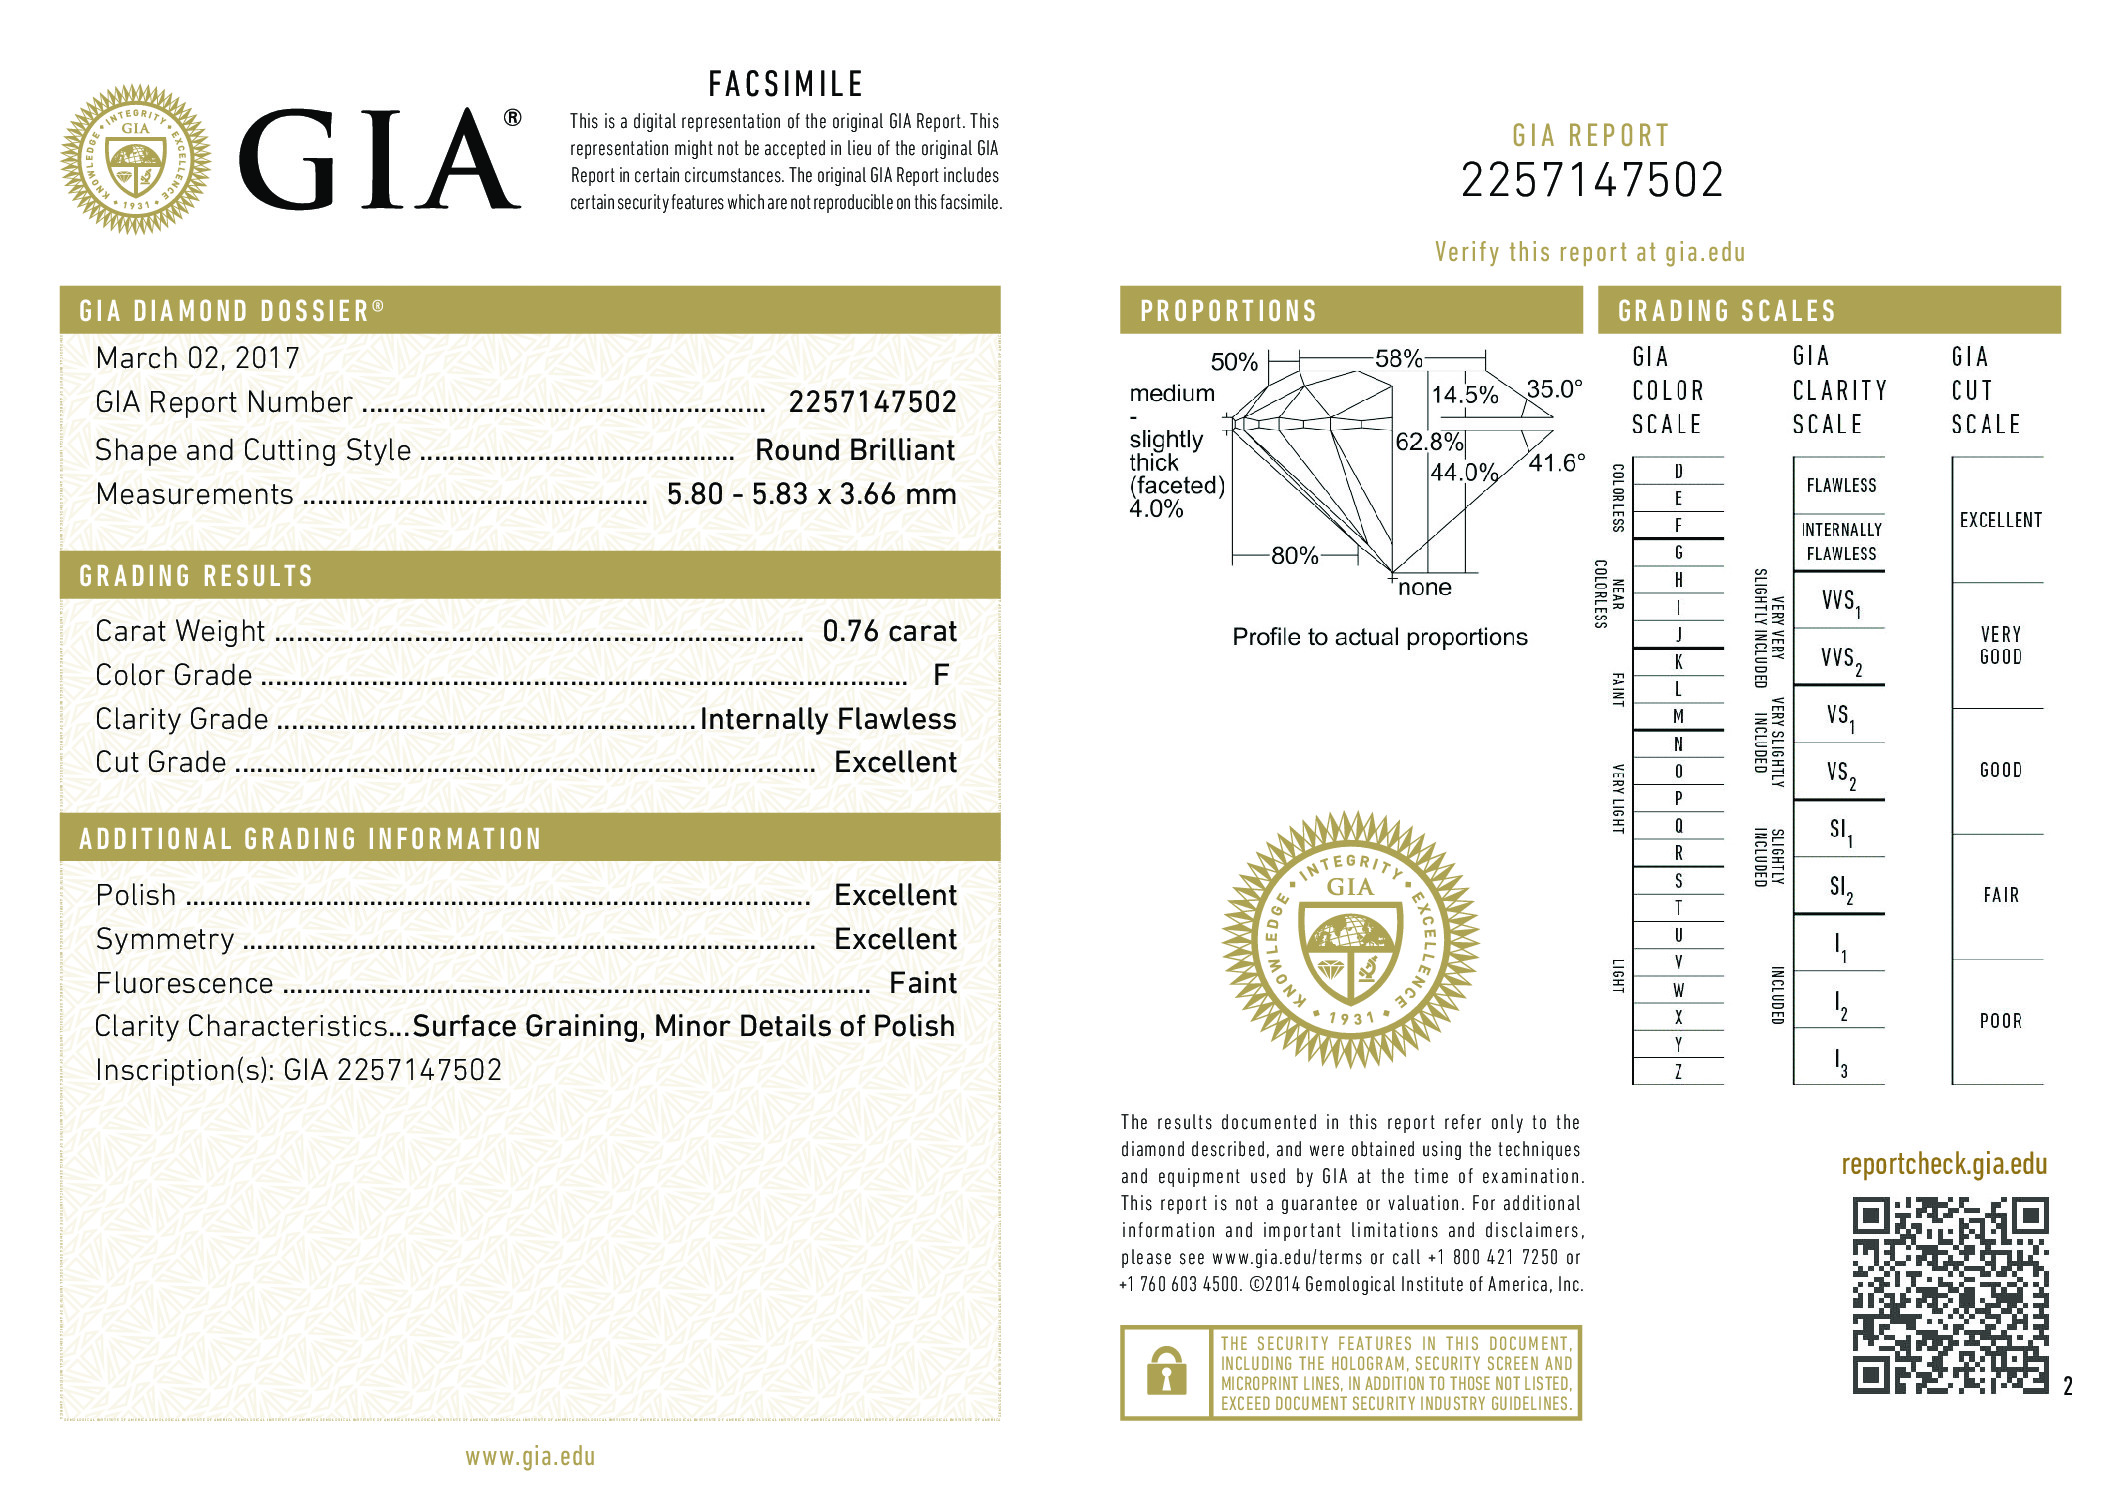 FACSIMILE
This is a digital representation of the original GIA Report. This
representation might not be accepted in lieu of the original GIA
Report in certain circumstances. The original GIA Report includes
certain security features which are not reproducible on this facsimile.
KNOWLEDGE • INTEGRITY • EXCELLENCE
GIA
• 1931 •
GIA®
GIA DIAMOND DOSSIER®
March 02, 2017
GIA Report Number ................................ 2257147502
Shape and Cutting Style ................................ Round Brilliant
Measurements ................................ 5.80 - 5.83 x 3.66 mm
GRADING RESULTS
Carat Weight ................................ 0.76 carat
Color Grade ................................ F
Clarity Grade ................................ Internally Flawless
Cut Grade ................................ Excellent
ADDITIONAL GRADING INFORMATION
Polish ................................ Excellent
Symmetry ................................ Excellent
Fluorescence ................................ Faint
Clarity Characteristics...Surface Graining, Minor Details of Polish
Inscription(s): GIA 2257147502
www.gia.edu
GIA REPORT
2257147502
Verify this report at gia.edu
PROPORTIONS
50%
58%
medium
-
slightly
thick
(faceted)
4.0%
14.5%
35.0°
62.8%
44.0%
41.6°
80%
none
Profile to actual proportions
KNOWLEDGE • INTEGRITY • EXCELLENCE
GIA
• 1931 •
The results documented in this report refer only to the
diamond described, and were obtained using the techniques
and equipment used by GIA at the time of examination.
This report is not a guarantee or valuation. For additional
information and important limitations and disclaimers,
please see www.gia.edu/terms or call +1 800 421 7250 or
+1 760 603 4500. ©2014 Gemological Institute of America, Inc.
THE SECURITY FEATURES IN THIS DOCUMENT,
INCLUDING THE HOLOGRAM, SECURITY SCREEN AND
MICROPRINT LINES, IN ADDITION TO THOSE NOT LISTED,
EXCEED DOCUMENT SECURITY INDUSTRY GUIDELINES.
GRADING SCALES
GIA
COLOR
SCALE
COLORLESS
D
E
F
NEAR
COLORLESS
G
H
I
J
FAINT
K
L
M
VERY LIGHT
N
O
P
Q
R
LIGHT
S
T
U
V
W
X
Y
Z
GIA
CLARITY
SCALE
FLAWLESS
INTERNALLY
FLAWLESS
VERY VERY
SLIGHTLY INCLUDED
VVS1
VVS2
VERY SLIGHTLY
INCLUDED
VS1
VS2
SLIGHTLY
INCLUDED
SI1
SI2
INCLUDED
I1
I2
I3
GIA
CUT
SCALE
EXCELLENT
VERY
GOOD
GOOD
FAIR
POOR
reportcheck.gia.edu
2